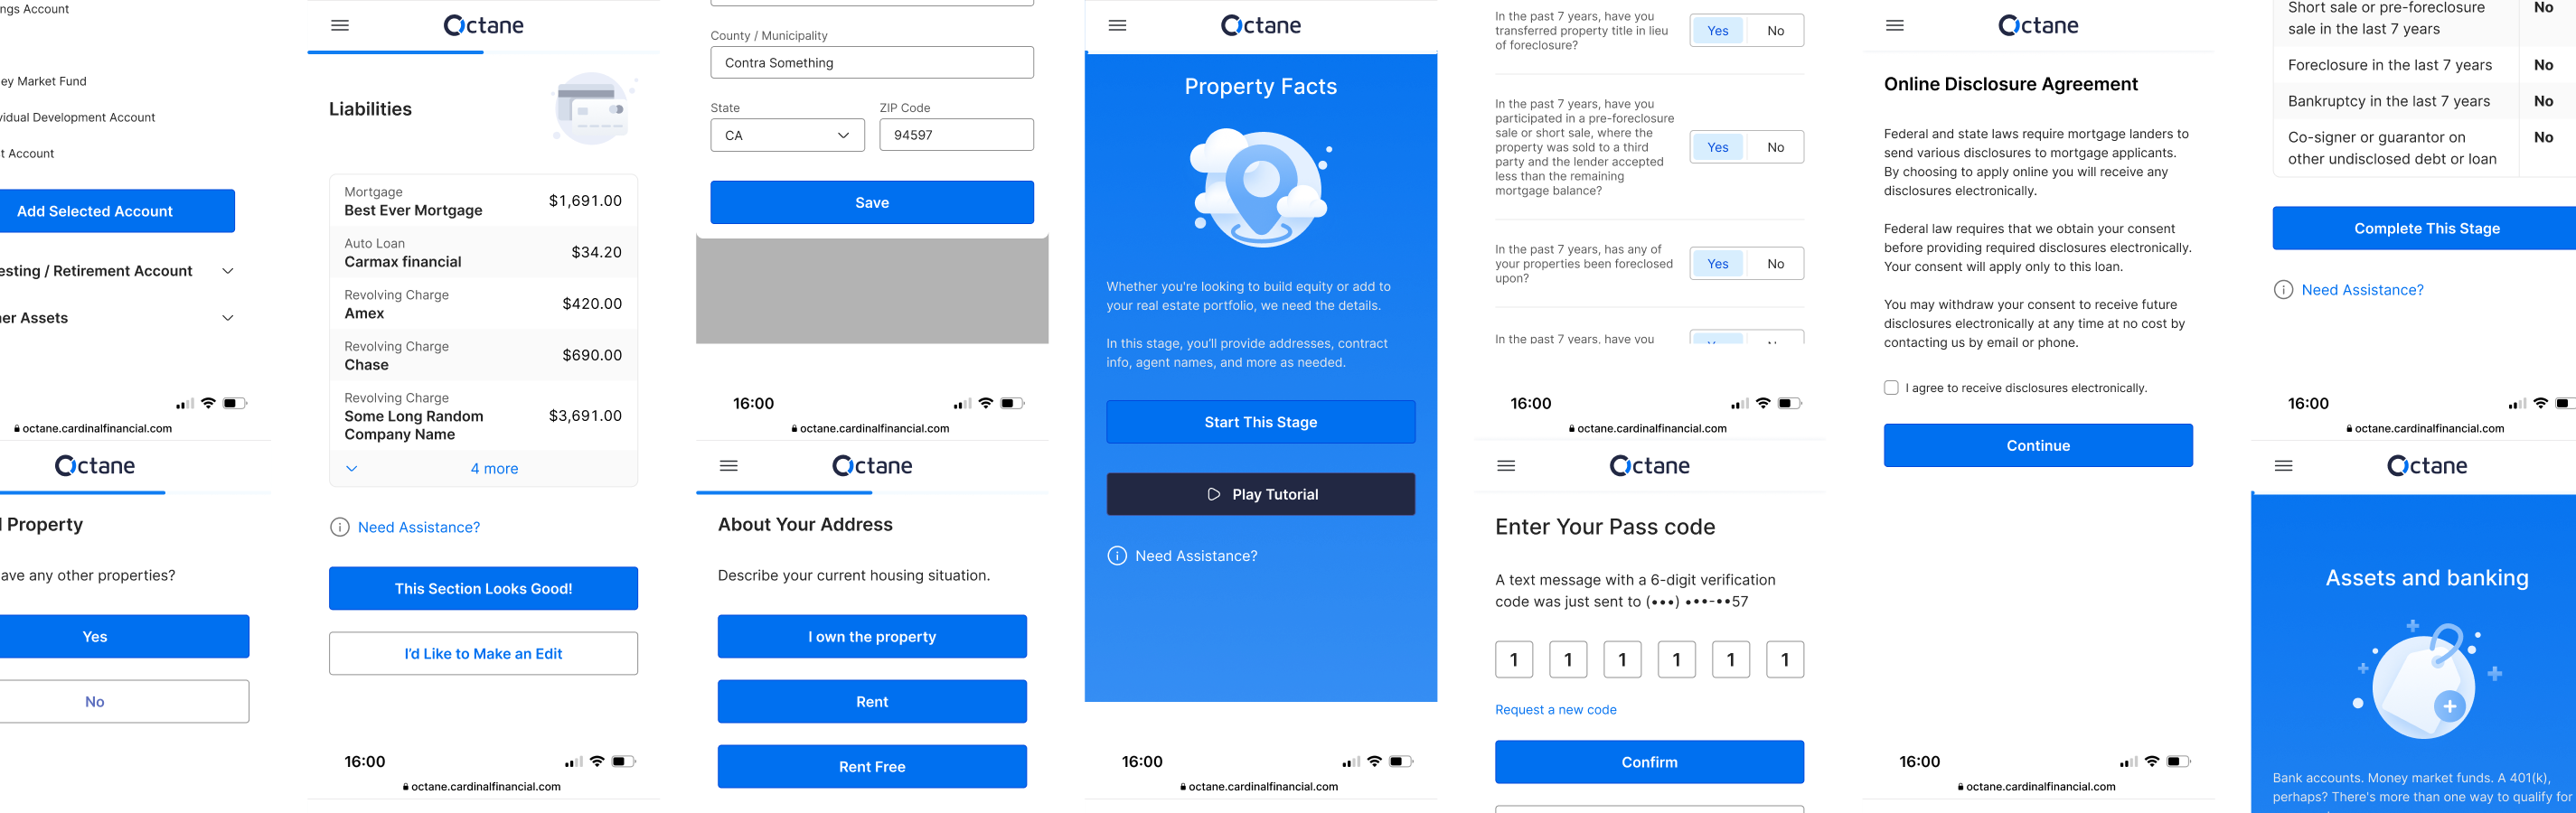 ngs Account
ey Market Fund
vidual Development Account
t Account
Add Selected Account
esting / Retirement Account
er Assets
octane.cardinalfinancial.com
Octane
Property
ave any other properties?
Yes
No
Octane
Liabilities
Mortgage
Best Ever Mortgage
$1,691.00
Auto Loan
Carmax financial
$34.20
Revolving Charge
Amex
$420.00
Revolving Charge
Chase
$690.00
Revolving Charge
Some Long Random
Company Name
$3,691.00
4 more
Need Assistance?
This Section Looks Good!
I'd Like to Make an Edit
16:00
octane.cardinalfinancial.com
County / Municipality
Contra Something
State
ZIP Code
CA
94597
Save
16:00
octane.cardinalfinancial.com
Octane
About Your Address
Describe your current housing situation.
I own the property
Rent
Rent Free
Octane
Property Facts
Whether you're looking to build equity or add to
your real estate portfolio, we need the details.
In this stage, you'll provide addresses, contract
info, agent names, and more as needed.
Start This Stage
Play Tutorial
Need Assistance?
16:00
octane.cardinalfinancial.com
In the past 7 years, have you
transferred property title in lieu
of foreclosure?
Yes
No
In the past 7 years, have you
participated in a pre-foreclosure
sale or short sale, where the
property was sold to a third
party and the lender accepted
less than the remaining
mortgage balance?
Yes
No
In the past 7 years, has any of
your properties been foreclosed
upon?
Yes
No
In the past 7 years, have you
16:00
octane.cardinalfinancial.com
Octane
Enter Your Pass code
A text message with a 6-digit verification
code was just sent to (•••) •••-••57
1 1 1 1 1 1
Request a new code
Confirm
Octane
Online Disclosure Agreement
Federal and state laws require mortgage landers to
send various disclosures to mortgage applicants.
By choosing to apply online you will receive any
disclosures electronically.
Federal law requires that we obtain your consent
before providing required disclosures electronically.
Your consent will apply only to this loan.
You may withdraw your consent to receive future
disclosures electronically at any time at no cost by
contacting us by email or phone.
I agree to receive disclosures electronically.
Continue
16:00
octane.cardinalfinancial.com
Short sale or pre-foreclosure
sale in the last 7 years
No
Foreclosure in the last 7 years
No
Bankruptcy in the last 7 years
No
Co-signer or guarantor on
other undisclosed debt or loan
No
Complete This Stage
Need Assistance?
16:00
octane.cardinalfinancial.com
Octane
Assets and banking
Bank accounts. Money market funds. A 401(k),
perhaps? There's more than one way to qualify for